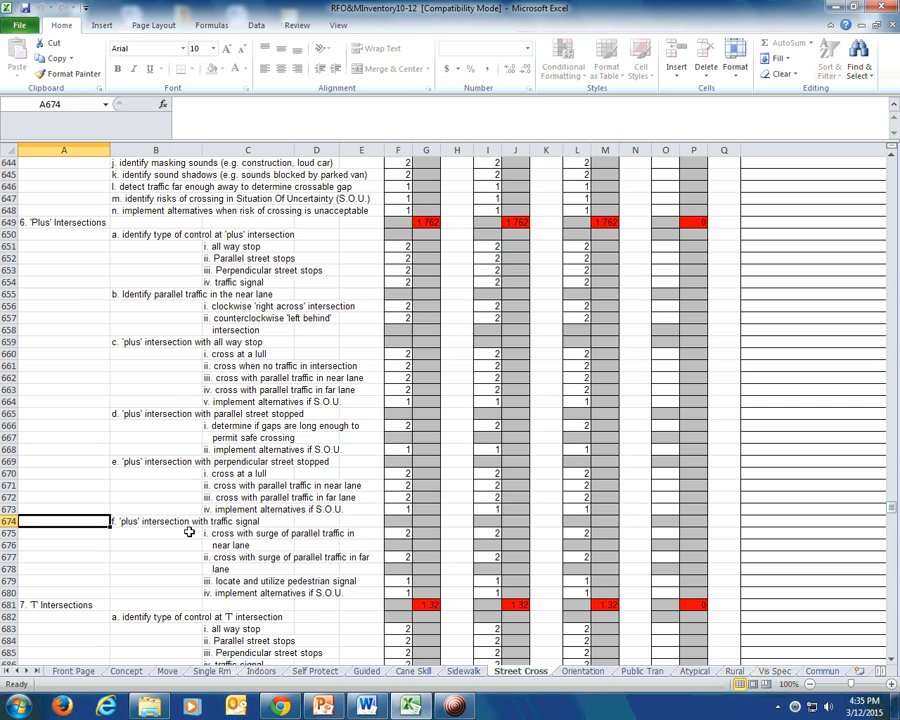 RFO&MInventory10-12 [Compatibility Mode] - Microsoft Excel
File Home Insert Page Layout Formulas Data Review View
Cut Arial 10 Wrap Text AutoSum
Copy Fill
Paste Format Painter B I U Merge & Center $ % , Conditional Formatting Format as Table Cell Styles Insert Delete Format Clear Sort & Filter Find & Select
Clipboard Font Alignment Number Styles Cells Editing
A674 fx
A B C D E F G H I J K L M N O P Q
644 j. identify masking sounds (e.g. construction, loud car) 2 2 2
645 k. identify sound shadows (e.g. sounds blocked by parked van) 2 2 2
646 l. detect traffic far enough away to determine crossable gap 1 1 1
647 m. identify risks of crossing in Situation Of Uncertainty (S.O.U.) 1 1 1
648 n. implement alternatives when risk of crossing is unacceptable 1 1 1
649 6. 'Plus' Intersections 1.762 1.762 1.762 0
650 a. identify type of control at 'plus' intersection
651 i. all way stop 2 2 2
652 ii. Parallel street stops 2 2 2
653 iii. Perpendicular street stops 2 2 2
654 iv. traffic signal 2 2 2
655 b. Identify parallel traffic in the near lane
656 i. clockwise 'right across' intersection 2 2 2
657 ii. counterclockwise 'left behind' 2 2 2
658 intersection
659 c. 'plus' intersection with all way stop
660 i. cross at a lull 2 2 2
661 ii. cross when no traffic in intersection 2 2 2
662 iii. cross with parallel traffic in near lane 2 2 2
663 iv. cross with parallel traffic in far lane 2 2 2
664 v. implement alternatives if S.O.U. 1 1 1
665 d. 'plus' intersection with parallel street stopped
666 i. determine if gaps are long enough to 2 2 2
667 permit safe crossing
668 ii. implement alternatives if S.O.U. 1 1 1
669 e. 'plus' intersection with perpendicular street stopped
670 i. cross at a lull 2 2 2
671 ii. cross with parallel traffic in near lane 2 2 2
672 iii. cross with parallel traffic in far lane 2 2 2
673 iv. implement alternatives if S.O.U. 1 1 1
674 f. 'plus' intersection with traffic signal
675 i. cross with surge of parallel traffic in 2 2 2
676 near lane
677 ii. cross with surge of parallel traffic in far 2 2 2
678 lane
679 iii. locate and utilize pedestrian signal 1 1 1
680 iv. implement alternatives if S.O.U. 1 1 1
681 7. 'T' Intersections 1.32 1.32 1.32 0
682 a. identify type of control at 'T' intersection
683 i. all way stop 2 2 2
684 ii. Parallel street stops 2 2 2
685 iii. Perpendicular street stops 2 2 2
686 iv. traffic signal 2 2 2
Front Page Concept Move Single Rm Indoors Self Protect Guided Cane Skill Sidewalk Street Cross Orientation Public Tran Atypical Rural Vis Spec Commun
Ready 100%
4:35 PM
3/12/2015